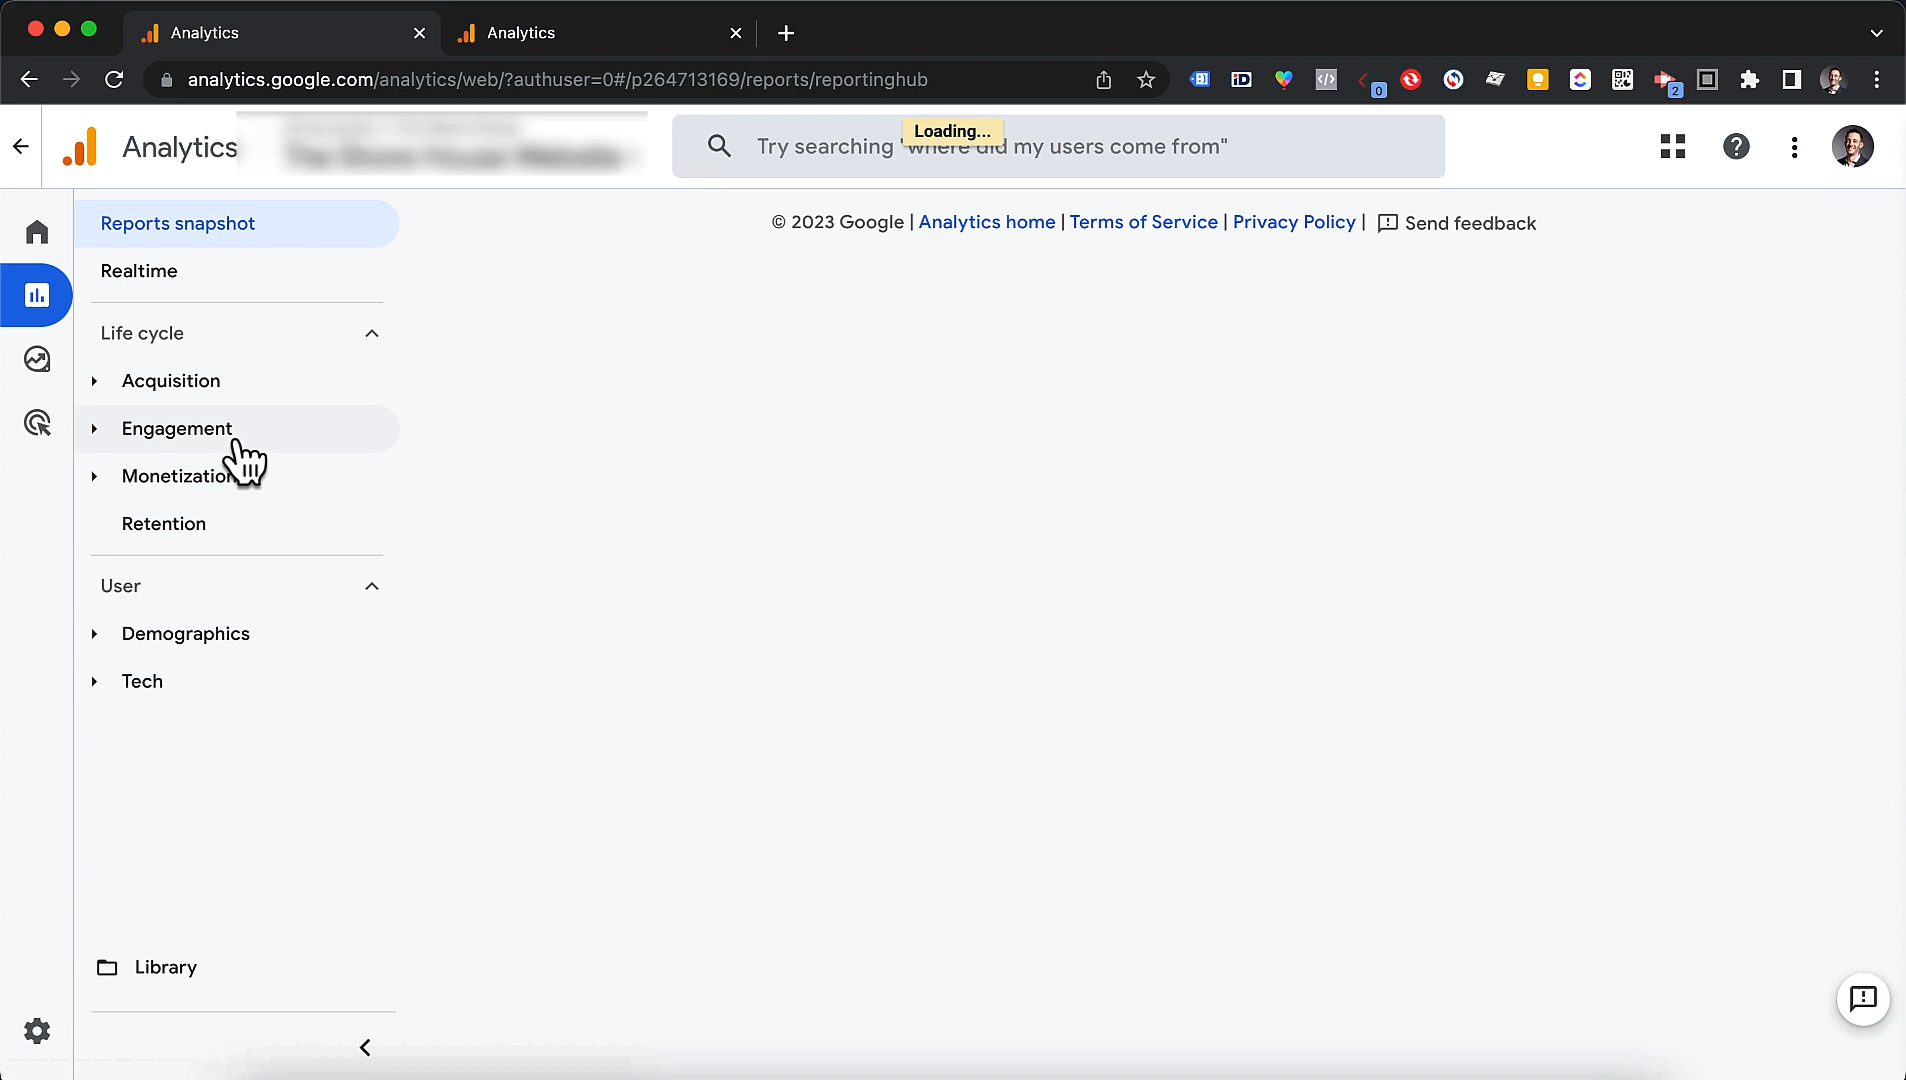 Analytics
Analytics
analytics.google.com/analytics/web/?authuser=0#/p264713169/reports/reportinghub
0
2
Analytics
Try searching "where did my users come from"
Loading...
Reports snapshot
© 2023 Google | Analytics home | Terms of Service | Privacy Policy | Send feedback
Realtime
Life cycle
Acquisition
Engagement
Monetization
Retention
User
Demographics
Tech
Library